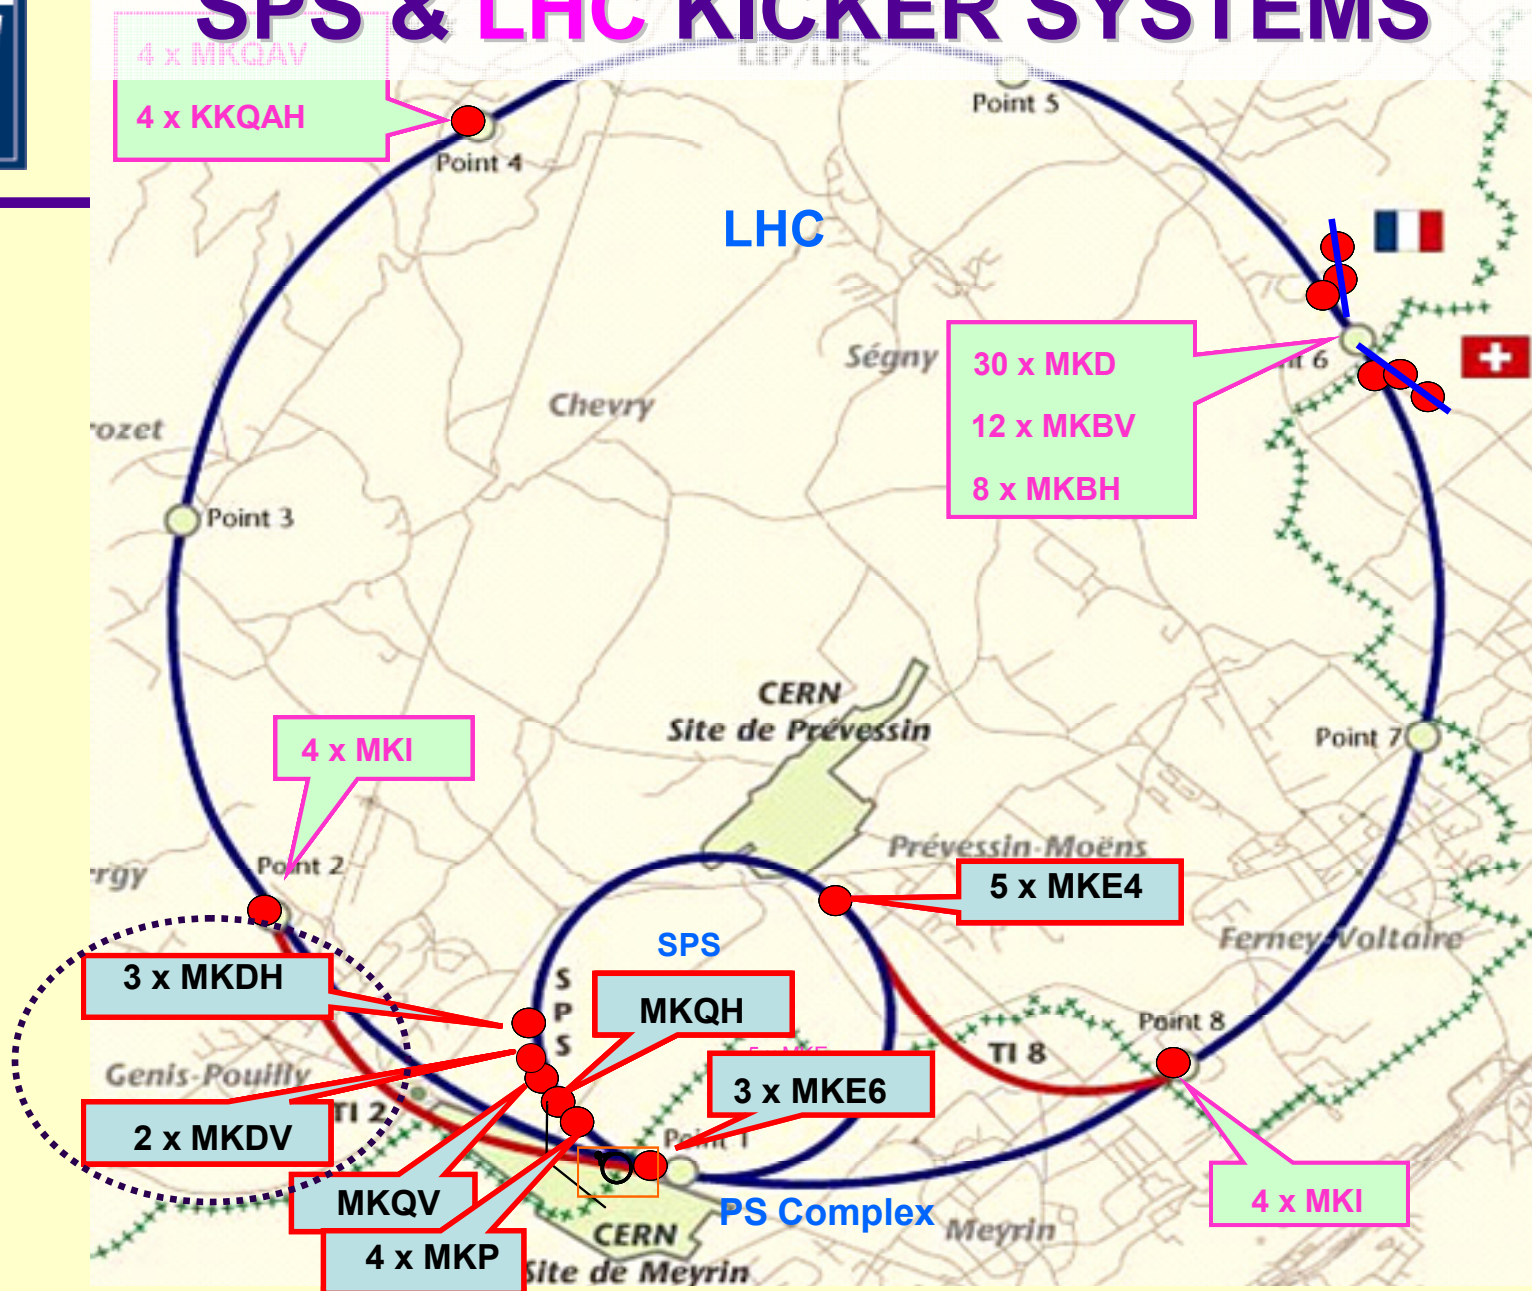 SPS & LHC KICKER SYSTEMS
LEP/LHC
4 x MKQAV
4 x KKQAH
Point 4
Point 5
LHC
30 x MKD
12 x MKBV
8 x MKBH
Ségny
Chevry
Point 3
CERN
Site de Prévessin
Point 7
4 x MKI
Point 2
Prévessin-Moëns
5 x MKE4
Ferney-Voltaire
SPS
3 x MKDH
S
P
S
MKQH
Point 8
TI 8
3 x MKE6
Genis-Pouilly
TI 2
2 x MKDV
Point 1
MKQV
4 x MKI
PS Complex
Meyrin
CERN
Site de Meyrin
4 x MKP